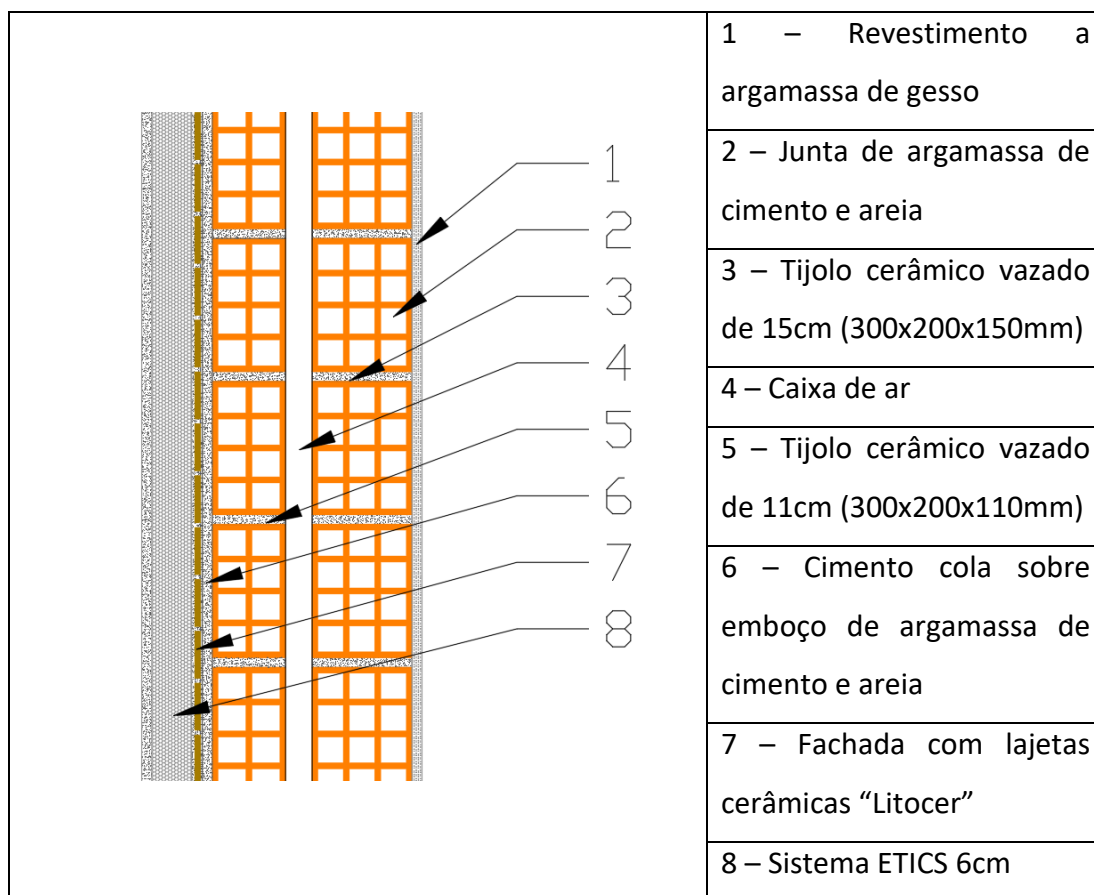 1
2
3
4
5
6
7
8
1 – Revestimento a
argamassa de gesso
2 – Junta de argamassa de
cimento e areia
3 – Tijolo cerâmico vazado
de 15cm (300x200x150mm)
4 – Caixa de ar
5 – Tijolo cerâmico vazado
de 11cm (300x200x110mm)
6 – Cimento cola sobre
emboço de argamassa de
cimento e areia
7 – Fachada com lajetas
cerâmicas “Litocer”
8 – Sistema ETICS 6cm